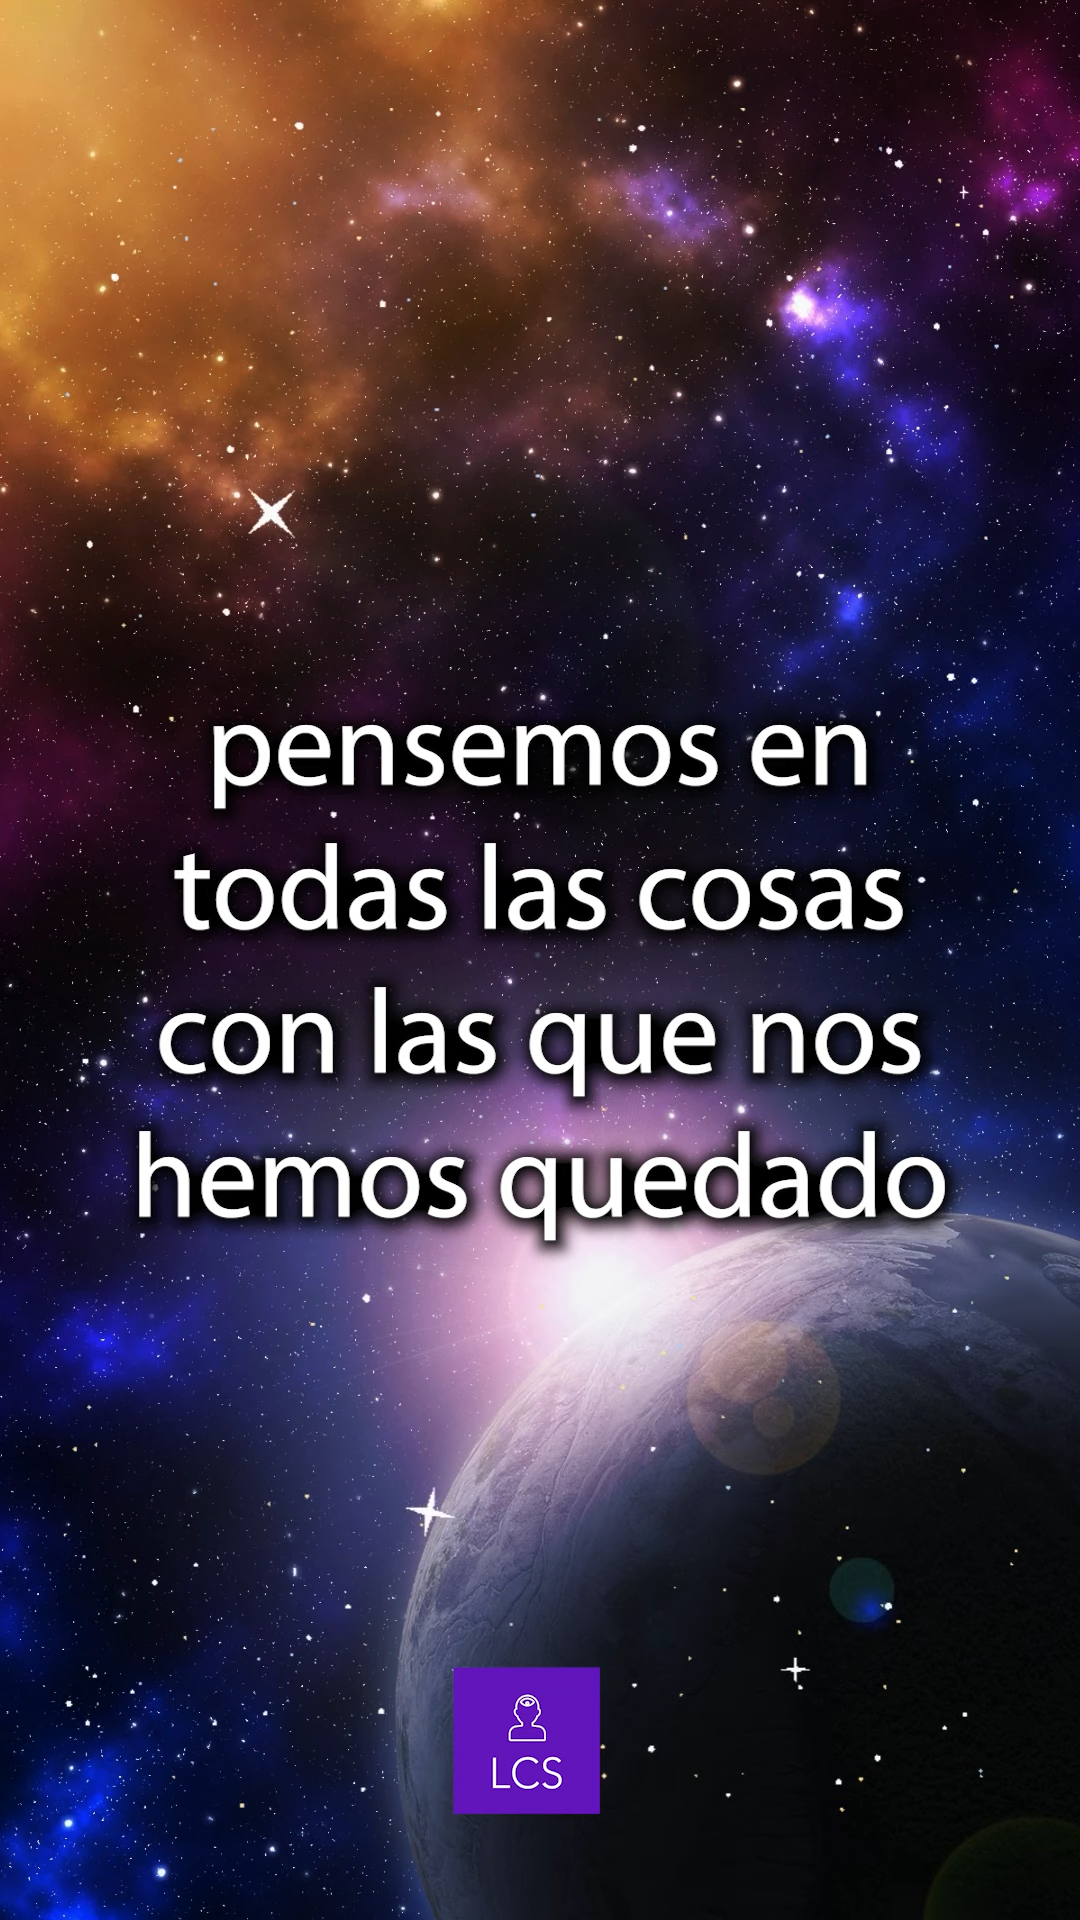 pensemos en
todas las cosas
con las que nos
hemos quedado
LCS